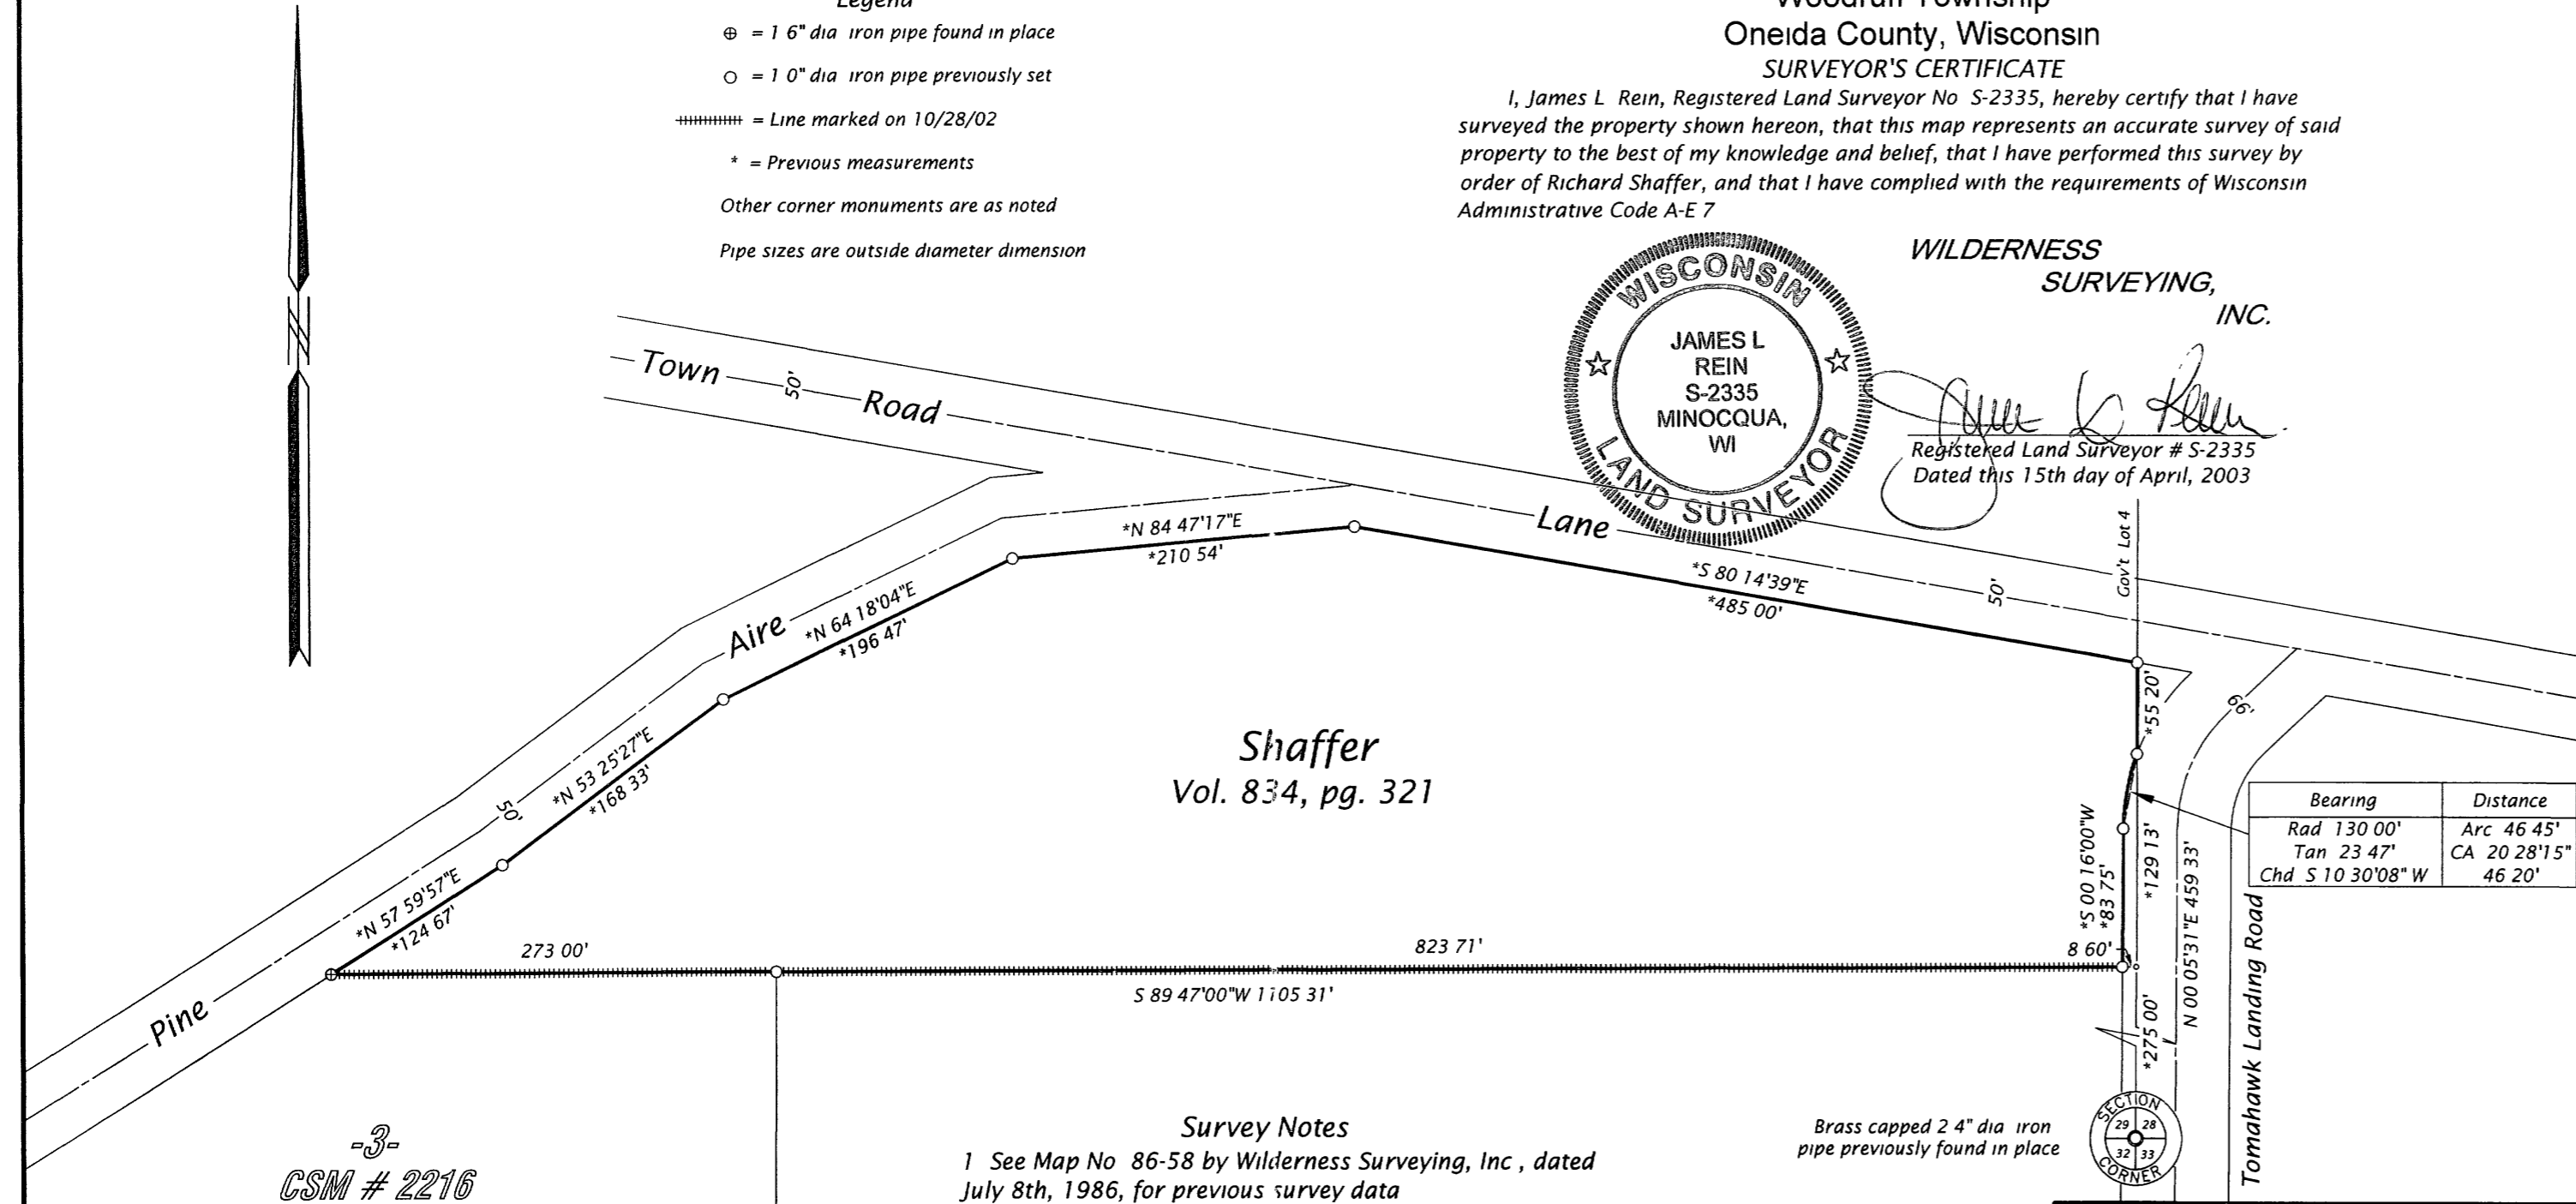 Legend
⊕ = 1 6" dia iron pipe found in place
○ = 1 0" dia iron pipe previously set
= Line marked on 10/28/02
* = Previous measurements
Other corner monuments are as noted
Pipe sizes are outside diameter dimension
Woodruff Township
Oneida County, Wisconsin
SURVEYOR'S CERTIFICATE
I, James L Rein, Registered Land Surveyor No S-2335, hereby certify that I have
surveyed the property shown hereon, that this map represents an accurate survey of said
property to the best of my knowledge and belief, that I have performed this survey by
order of Richard Shaffer, and that I have complied with the requirements of Wisconsin
Administrative Code A-E 7
WISCONSIN
JAMES L
REIN
S-2335
MINOCQUA,
WI
LAND SURVEYOR
WILDERNESS
SURVEYING,
INC.
Registered Land Surveyor # S-2335
Dated this 15th day of April, 2003
N
Town
50'
Road
Lane
50'
Gov't Lot 4
*N 84 47'17"E
*210 54'
*S 80 14'39"E
*485 00'
Aire
*N 64 18'04"E
*196 47'
*N 53 25'27"E
*168 33'
50'
*N 57 59'57"E
*124 67'
Pine
*55 20'
66'
Shaffer
Vol. 834, pg. 321
Bearing Distance
Rad 130 00' Arc 46 45'
Tan 23 47' CA 20 28'15"
Chd S 10 30'08" W 46 20'
*S 00 16'00"W
*83 75'
*129 13'
N 00 05'31"E 459 33'
273 00'
823 71'
8 60'
S 89 47'00"W 1105 31'
*275 00'
Tomahawk Landing Road
-3-
CSM # 2216
Survey Notes
1 See Map No 86-58 by Wilderness Surveying, Inc , dated
July 8th, 1986, for previous survey data
Brass capped 2 4" dia iron
pipe previously found in place
SECTION
29 28
32 33
CORNER